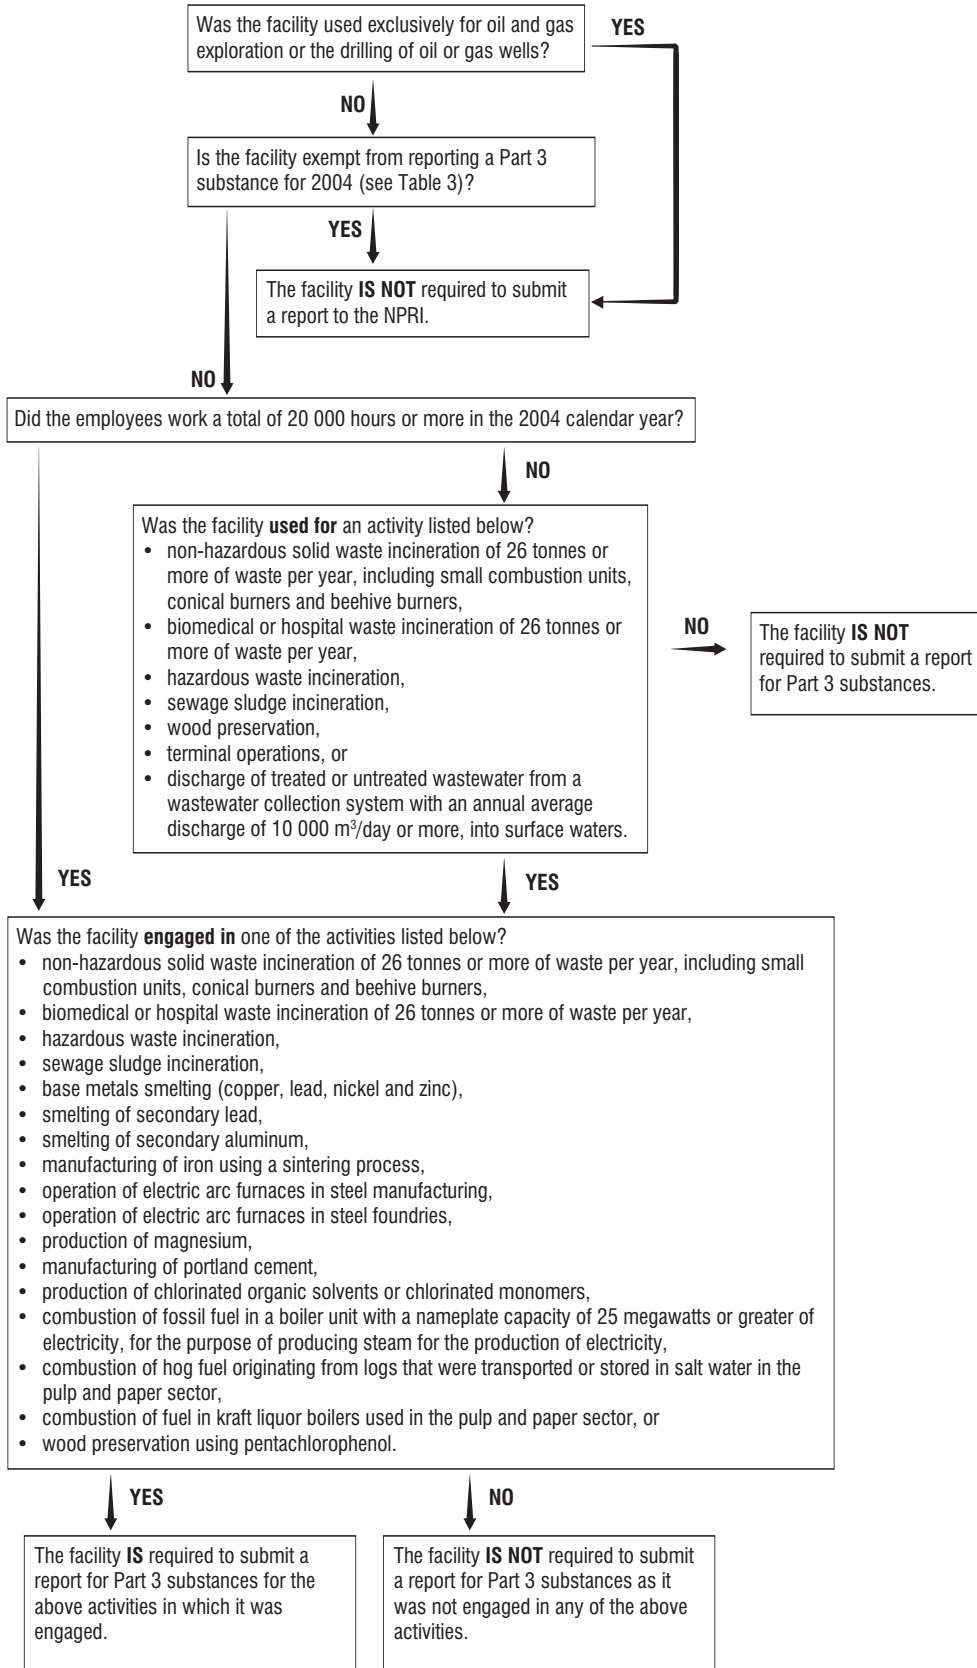 Was the facility used exclusively for oil and gas
exploration or the drilling of oil or gas wells?
YES
NO
Is the facility exempt from reporting a Part 3
substance for 2004 (see Table 3)?
YES
The facility IS NOT required to submit
a report to the NPRI.
NO
Did the employees work a total of 20 000 hours or more in the 2004 calendar year?
NO
Was the facility used for an activity listed below?
• non-hazardous solid waste incineration of 26 tonnes or
more of waste per year, including small combustion units,
conical burners and beehive burners,
• biomedical or hospital waste incineration of 26 tonnes or
more of waste per year,
• hazardous waste incineration,
• sewage sludge incineration,
• wood preservation,
• terminal operations, or
• discharge of treated or untreated wastewater from a
wastewater collection system with an annual average
discharge of 10 000 m³/day or more, into surface waters.
NO
The facility IS NOT
required to submit a report
for Part 3 substances.
YES
YES
Was the facility engaged in one of the activities listed below?
• non-hazardous solid waste incineration of 26 tonnes or more of waste per year, including small
combustion units, conical burners and beehive burners,
• biomedical or hospital waste incineration of 26 tonnes or more of waste per year,
• hazardous waste incineration,
• sewage sludge incineration,
• base metals smelting (copper, lead, nickel and zinc),
• smelting of secondary lead,
• smelting of secondary aluminum,
• manufacturing of iron using a sintering process,
• operation of electric arc furnaces in steel manufacturing,
• operation of electric arc furnaces in steel foundries,
• production of magnesium,
• manufacturing of portland cement,
• production of chlorinated organic solvents or chlorinated monomers,
• combustion of fossil fuel in a boiler unit with a nameplate capacity of 25 megawatts or greater of
electricity, for the purpose of producing steam for the production of electricity,
• combustion of hog fuel originating from logs that were transported or stored in salt water in the
pulp and paper sector,
• combustion of fuel in kraft liquor boilers used in the pulp and paper sector, or
• wood preservation using pentachlorophenol.
YES
NO
The facility IS required to submit a
report for Part 3 substances for the
above activities in which it was
engaged.
The facility IS NOT required to submit
a report for Part 3 substances as it
was not engaged in any of the above
activities.